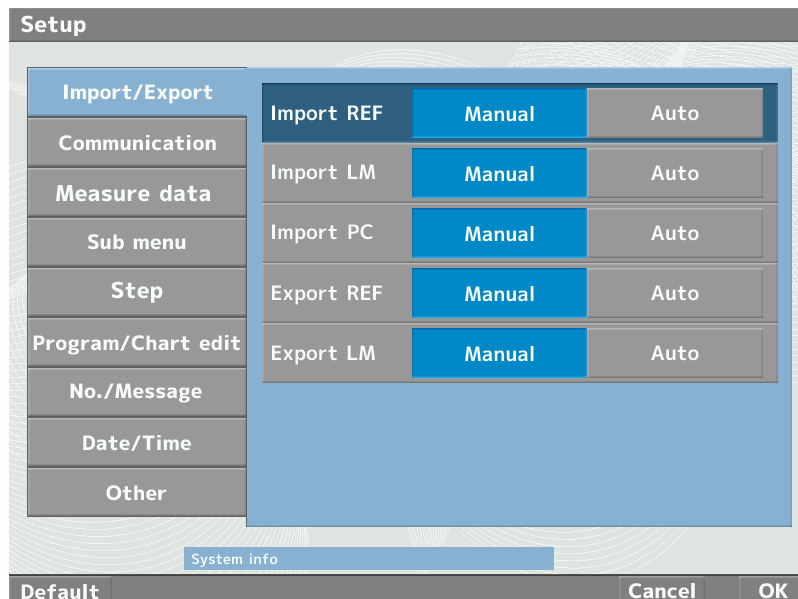 Setup
Import/Export
Communication
Measure data
Sub menu
Step
Program/Chart edit
No./Message
Date/Time
Other
Import REF Manual Auto
Import LM Manual Auto
Import PC Manual Auto
Export REF Manual Auto
Export LM Manual Auto
System info
Default Cancel OK